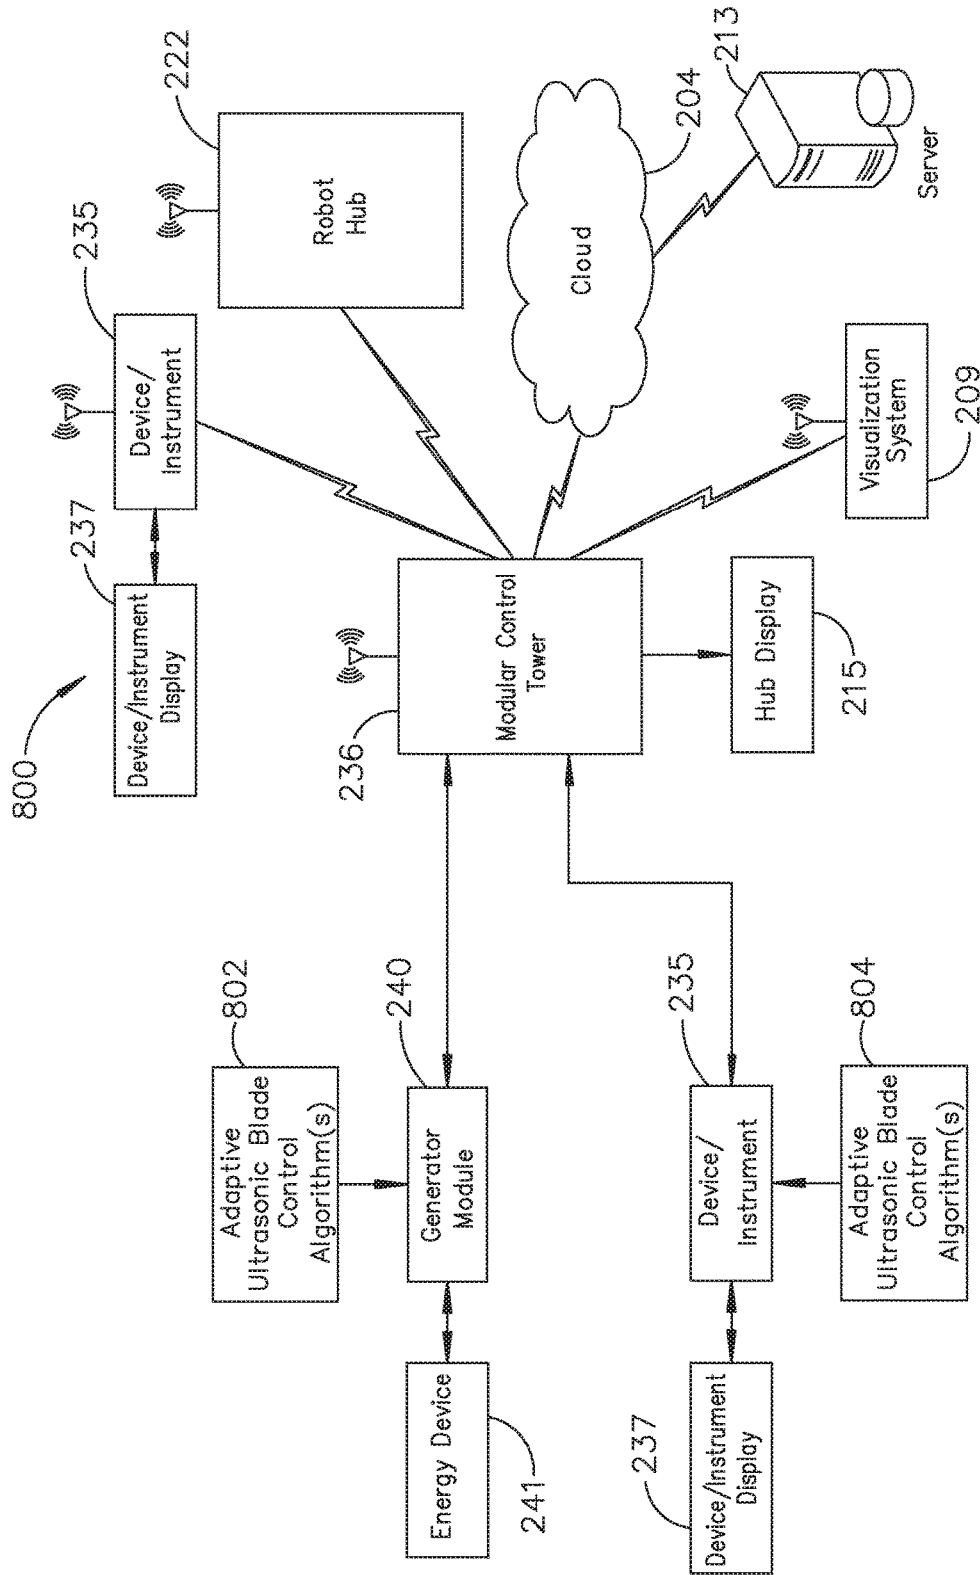 800
237
Device/Instrument
Display
235
Device/
Instrument
222
Robot
Hub
802
Adaptive
Ultrasonic Blade
Control
Algorithm(s)
240
Generator
Module
Energy Device
241
236
Modular Control
Tower
Cloud
204
213
Server
235
Device/
Instrument
237
Device/Instrument
Display
804
Adaptive
Ultrasonic Blade
Control
Algorithm(s)
Hub Display
215
Visualization
System
209